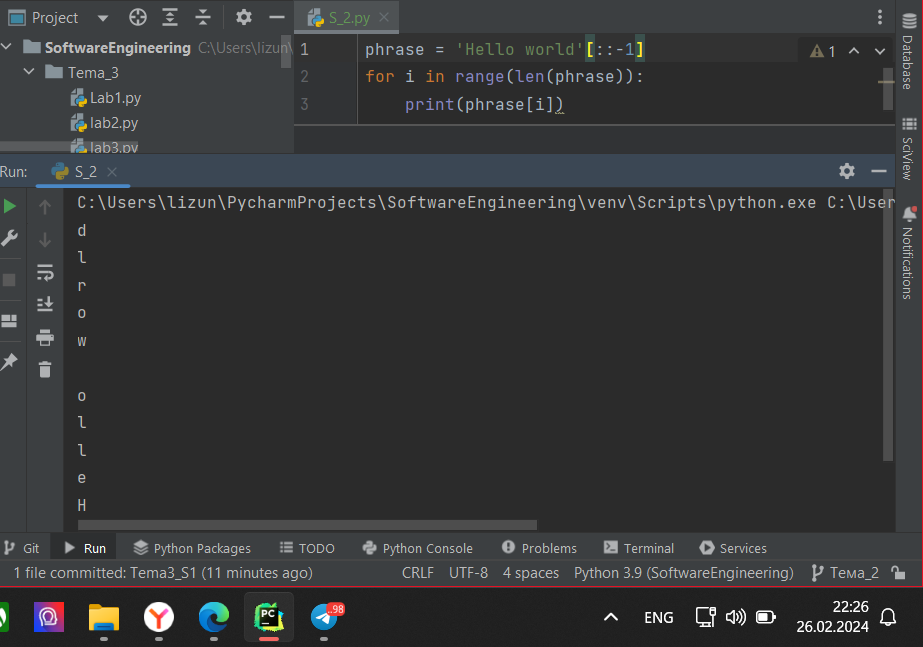 Project
S_2.py
SoftwareEngineering C:\Users\lizun\
Tema_3
Lab1.py
lab2.py
lab3.py
1 phrase = 'Hello world'[::-1]
2 for i in range(len(phrase)):
3 print(phrase[i])
1
Database
SciView
Notifications
Run: S_2
C:\Users\lizun\PycharmProjects\SoftwareEngineering\venv\Scripts\python.exe C:\User
d
l
r
o
w
o
l
l
e
H
Git Run Python Packages TODO Python Console Problems Terminal Services
1 file committed: Tema3_S1 (11 minutes ago) CRLF UTF-8 4 spaces Python 3.9 (SoftwareEngineering) Тема_2
PC 98 ENG 22:26
26.02.2024